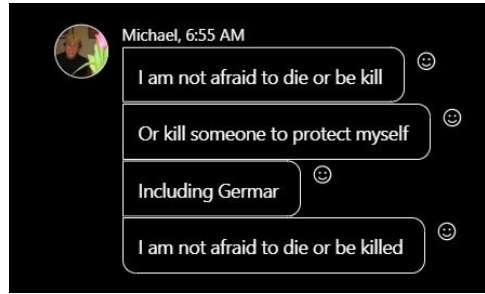 Michael, 6:55 AM
I am not afraid to die or be kill
Or kill someone to protect myself
Including Germar
I am not afraid to die or be killed